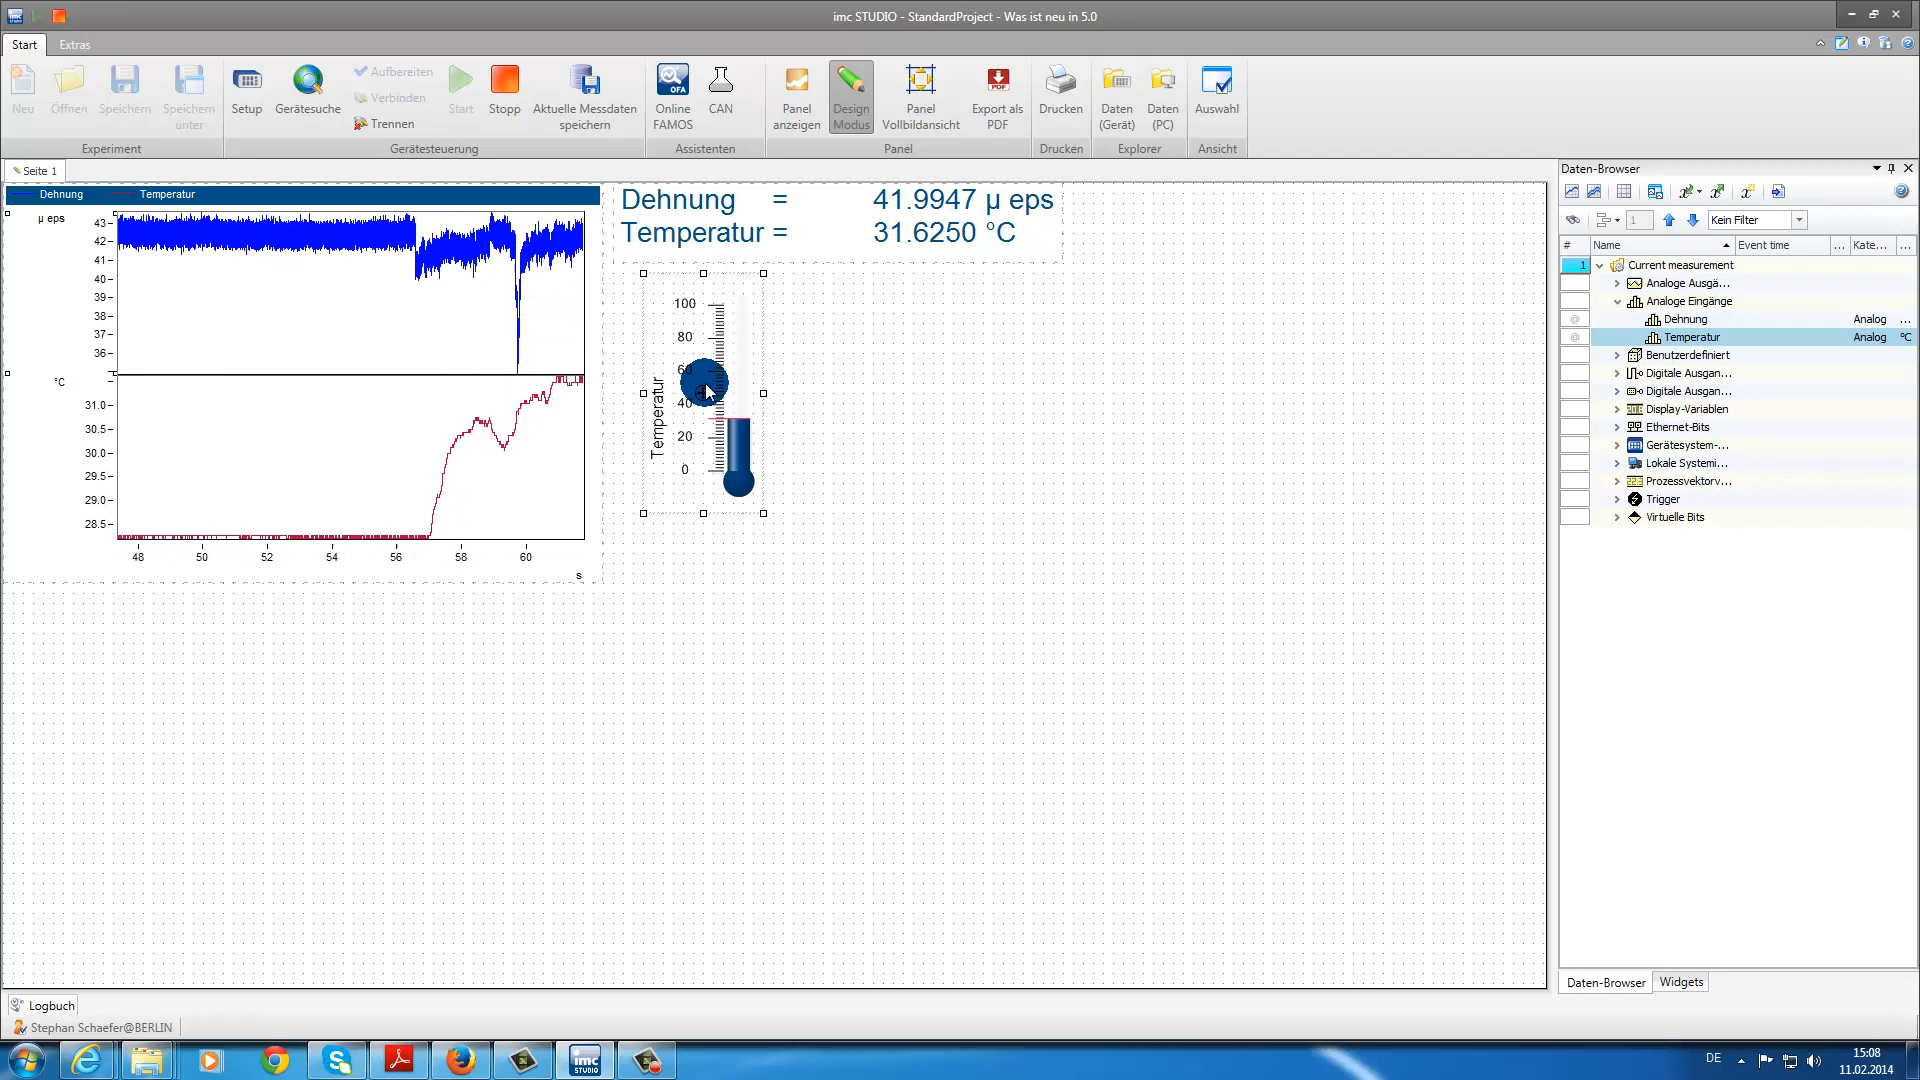 imc STUDIO - StandardProject - Was ist neu in 5.0
Start
Extras
Neu
Öffnen
Speichern
Speichern unter
Setup
Gerätesuche
Aufbereiten
Verbinden
Trennen
Start
Stopp
Aktuelle Messdaten speichern
Online FAMOS
CAN
Panel anzeigen
Design Modus
Panel Vollbildansicht
Export als PDF
Drucken
Daten (Gerät)
Daten (PC)
Auswahl
Experiment
Gerätesteuerung
Assistenten
Panel
Drucken
Explorer
Ansicht
Seite 1
Dehnung
Temperatur
µ eps
43
42
41
40
39
38
37
36
°C
31.0
30.5
30.0
29.5
29.0
28.5
48
50
52
54
56
58
60
s
Dehnung = 41.9947 µ eps
Temperatur = 31.6250 °C
Temperatur
100
80
60
40
20
0
Daten-Browser
1
Kein Filter
# Name Event time ... Kate... ...
1 Current measurement
Analoge Ausgä...
Analoge Eingänge
Dehnung Analog ...
Temperatur Analog °C
Benutzerdefiniert
Digitale Ausgan...
Digitale Ausgan...
Display-Variablen
Ethernet-Bits
Gerätesystem-...
Lokale Systemi...
Prozessvektorv...
Trigger
Virtuelle Bits
Daten-Browser
Widgets
Logbuch
Stephan Schaefer@BERLIN
imc STUDIO
DE
15:08
11.02.2014